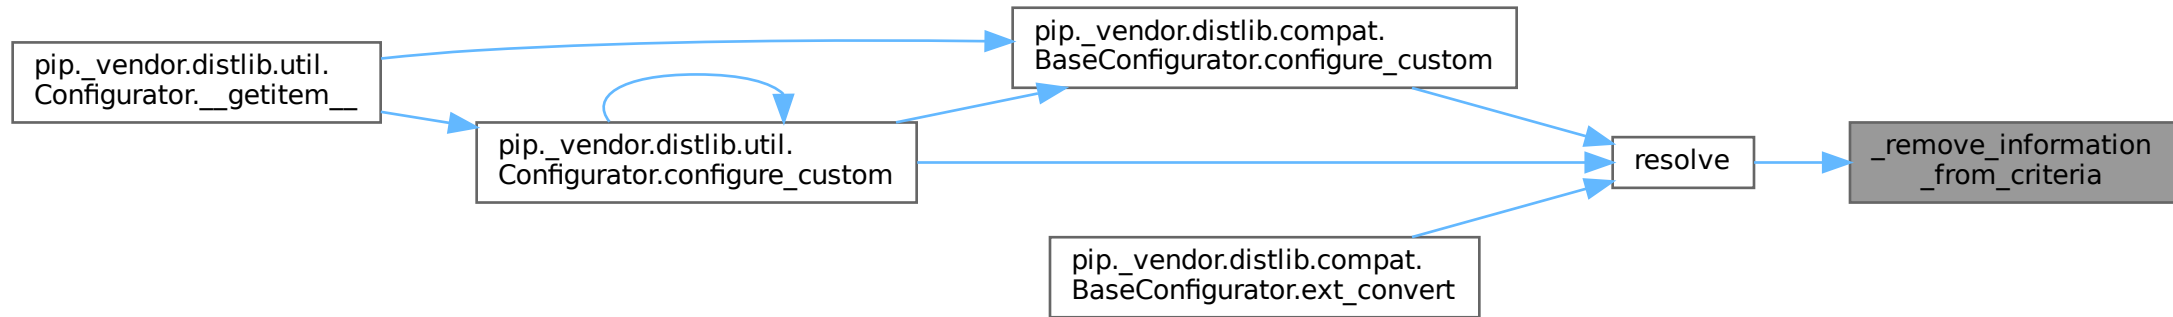 pip._vendor.distlib.util.
Configurator.__getitem__
pip._vendor.distlib.util.
Configurator.configure_custom
pip._vendor.distlib.compat.
BaseConfigurator.configure_custom
pip._vendor.distlib.compat.
BaseConfigurator.ext_convert
resolve
_remove_information
_from_criteria